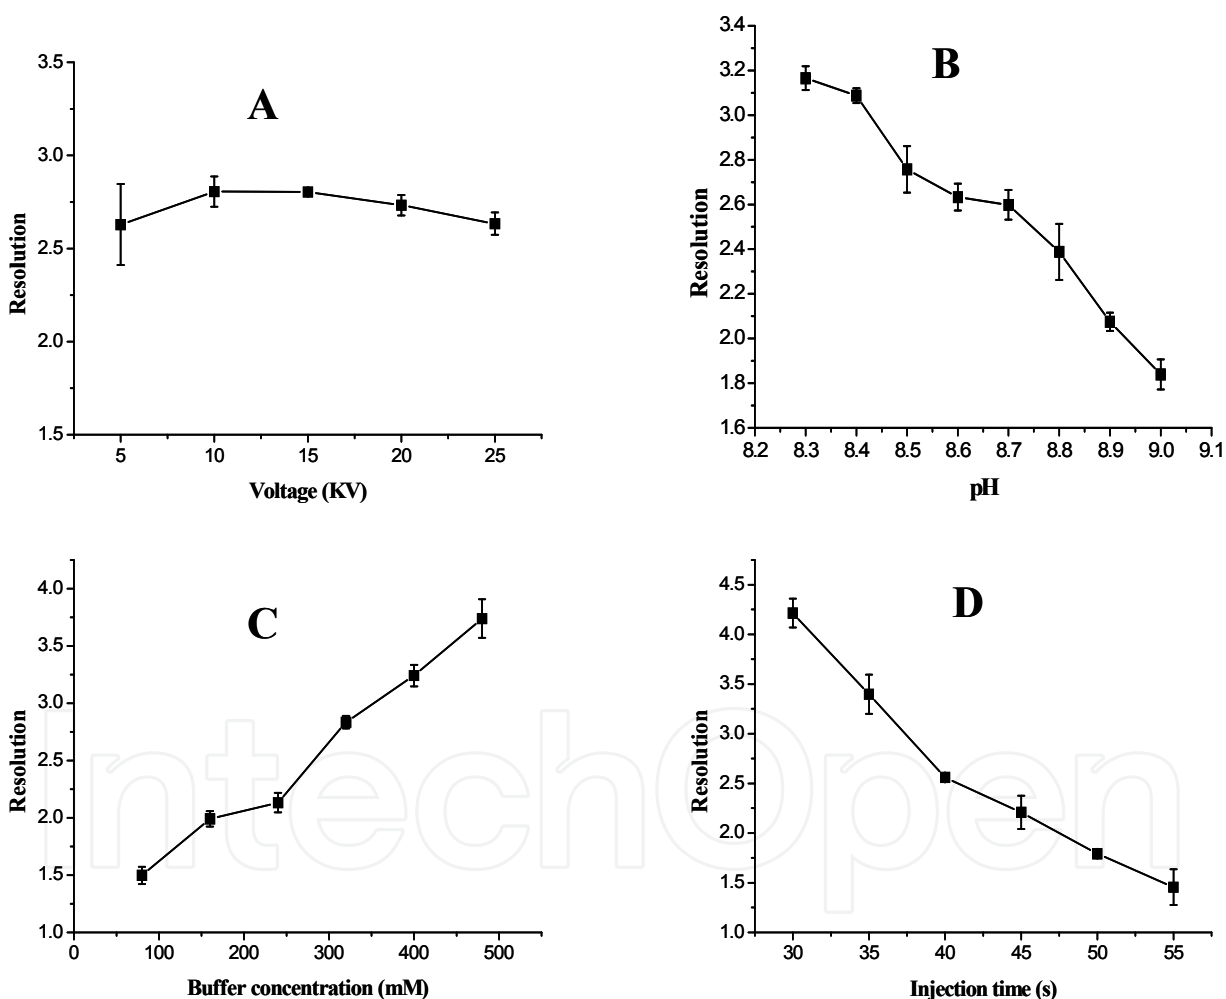 A
3.5
3.0
2.5
2.0
1.5
Resolution
5 10 15 20 25
Voltage (KV)
B
3.4
3.2
3.0
2.8
2.6
2.4
2.2
2.0
1.8
1.6
Resolution
8.2 8.3 8.4 8.5 8.6 8.7 8.8 8.9 9.0 9.1
pH
C
4.0
3.5
3.0
2.5
2.0
1.5
1.0
Resolution
0 100 200 300 400 500
Buffer concentration (mM)
D
4.5
4.0
3.5
3.0
2.5
2.0
1.5
1.0
Resolution
30 35 40 45 50 55
Injection time (s)
IntechOpen